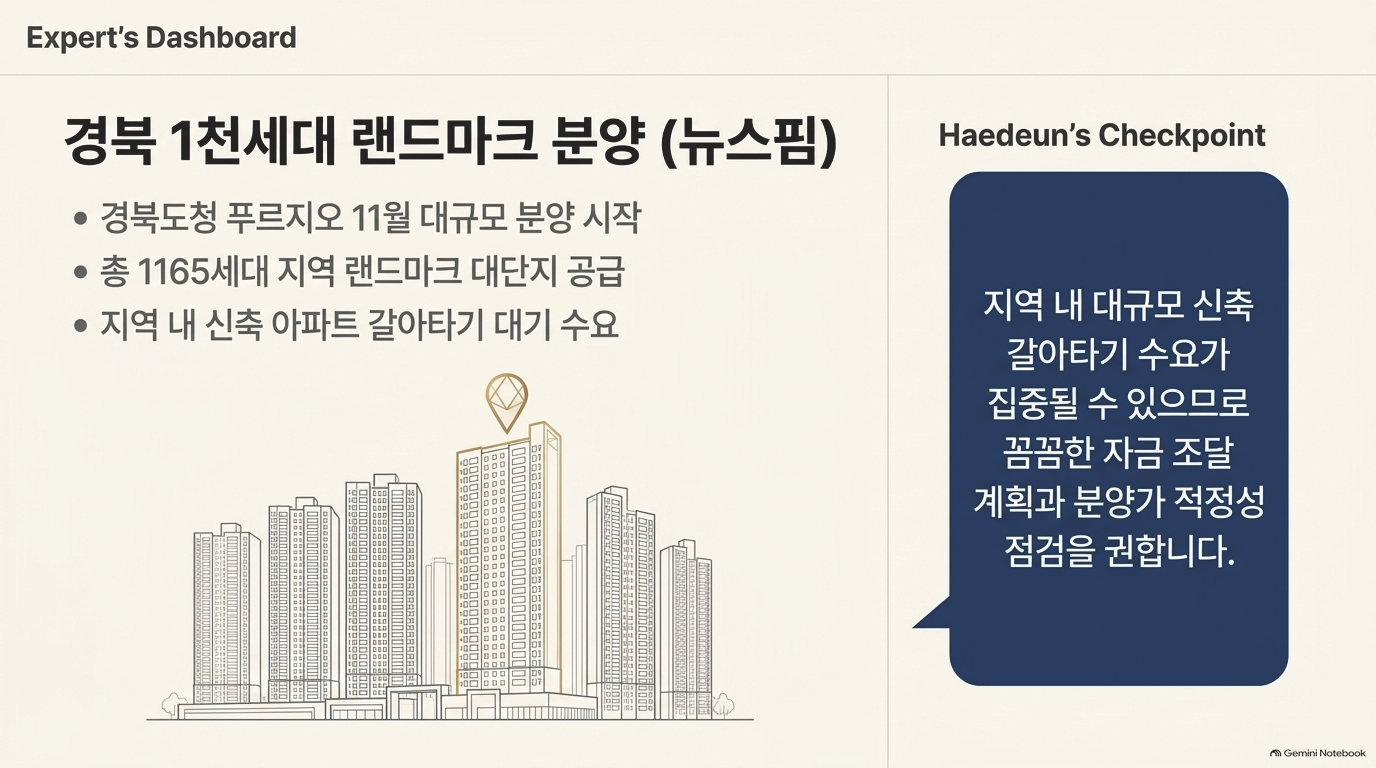 Expert's Dashboard
경북 1천세대 랜드마크 분양 (뉴스핌)
• 경북도청 푸르지오 11월 대규모 분양 시작
• 총 1165세대 지역 랜드마크 대단지 공급
• 지역 내 신축 아파트 갈아타기 대기 수요
Haedeun's Checkpoint
지역 내 대규모 신축
갈아타기 수요가
집중될 수 있으므로
꼼꼼한 자금 조달
계획과 분양가 적정성
점검을 권합니다.
Gemini Notebook